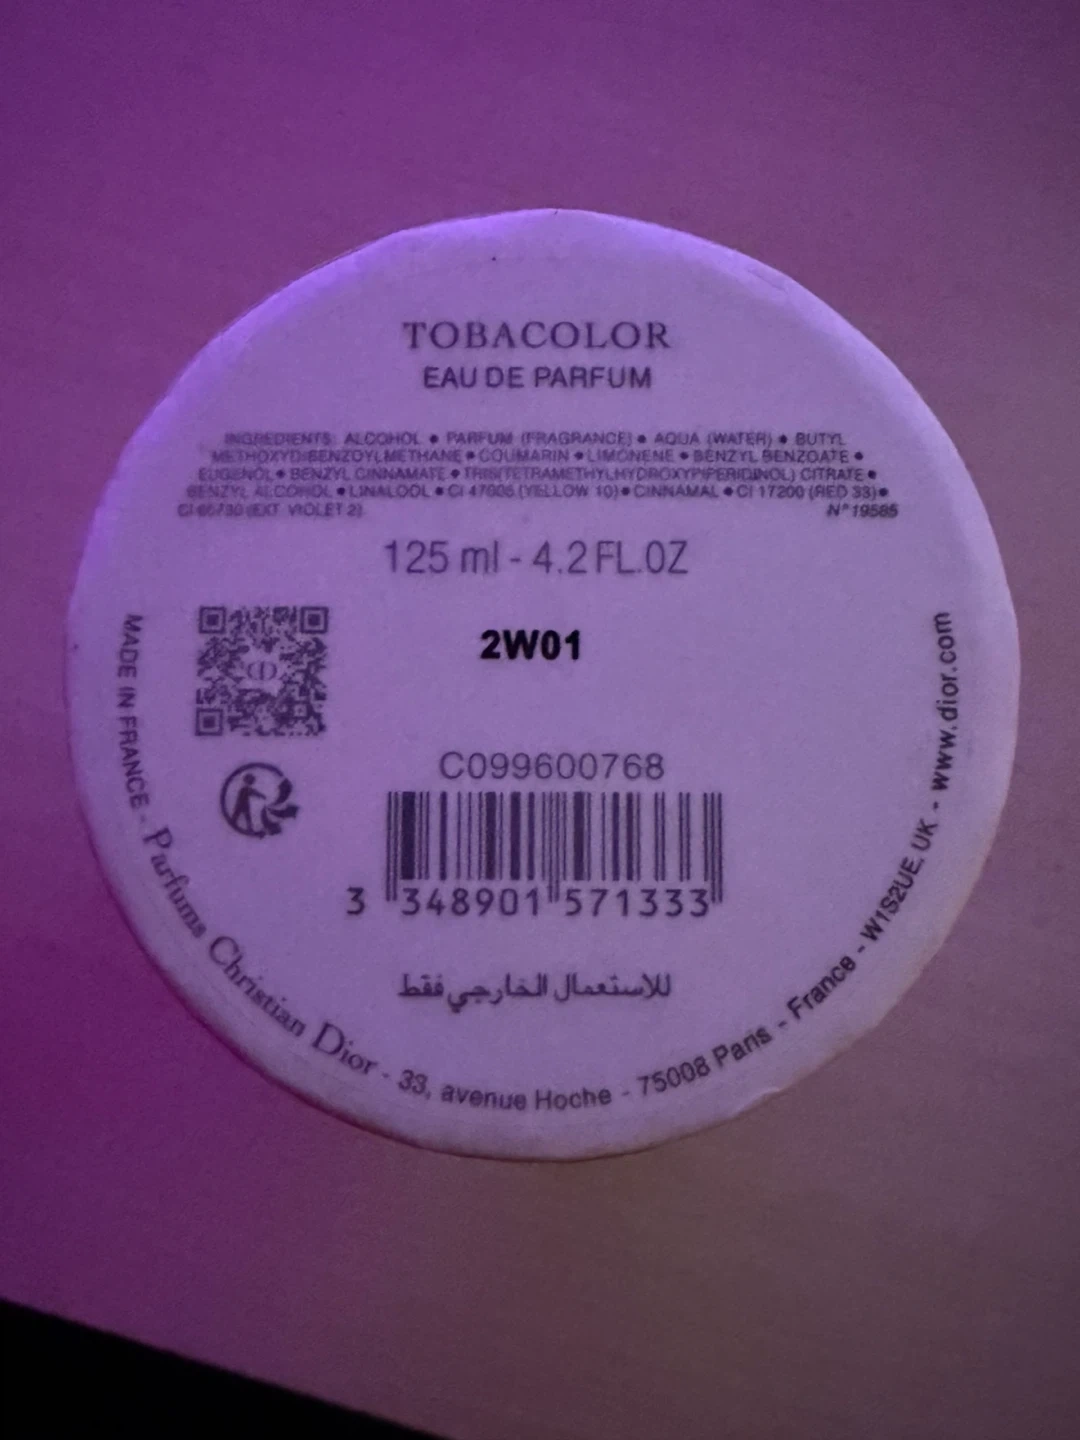 TOBACOLOR
EAU DE PARFUM
INGREDIENTS: ALCOHOL • PARFUM (FRAGRANCE) • AQUA (WATER) • BUTYL
METHOXYDIBENZOYLMETHANE • COUMARIN • LIMONENE • BENZYL BENZOATE •
EUGENOL • BENZYL CINNAMATE • TRIS(TETRAMETHYLHYDROXYPIPERIDINOL) CITRATE •
BENZYL ALCOHOL • LINALOOL • CI 47005 (YELLOW 10) • CINNAMAL • CI 17200 (RED 33) •
CI 60730 (EXT. VIOLET 2) N° 19585
125 ml - 4.2 FL.OZ
2W01
C099600768
3 348901 571333
للاستعمال الخارجي فقط
MADE IN FRANCE - Parfums Christian Dior - 33, avenue Hoche - 75008 Paris - France - W1S2UE, UK - www.dior.com